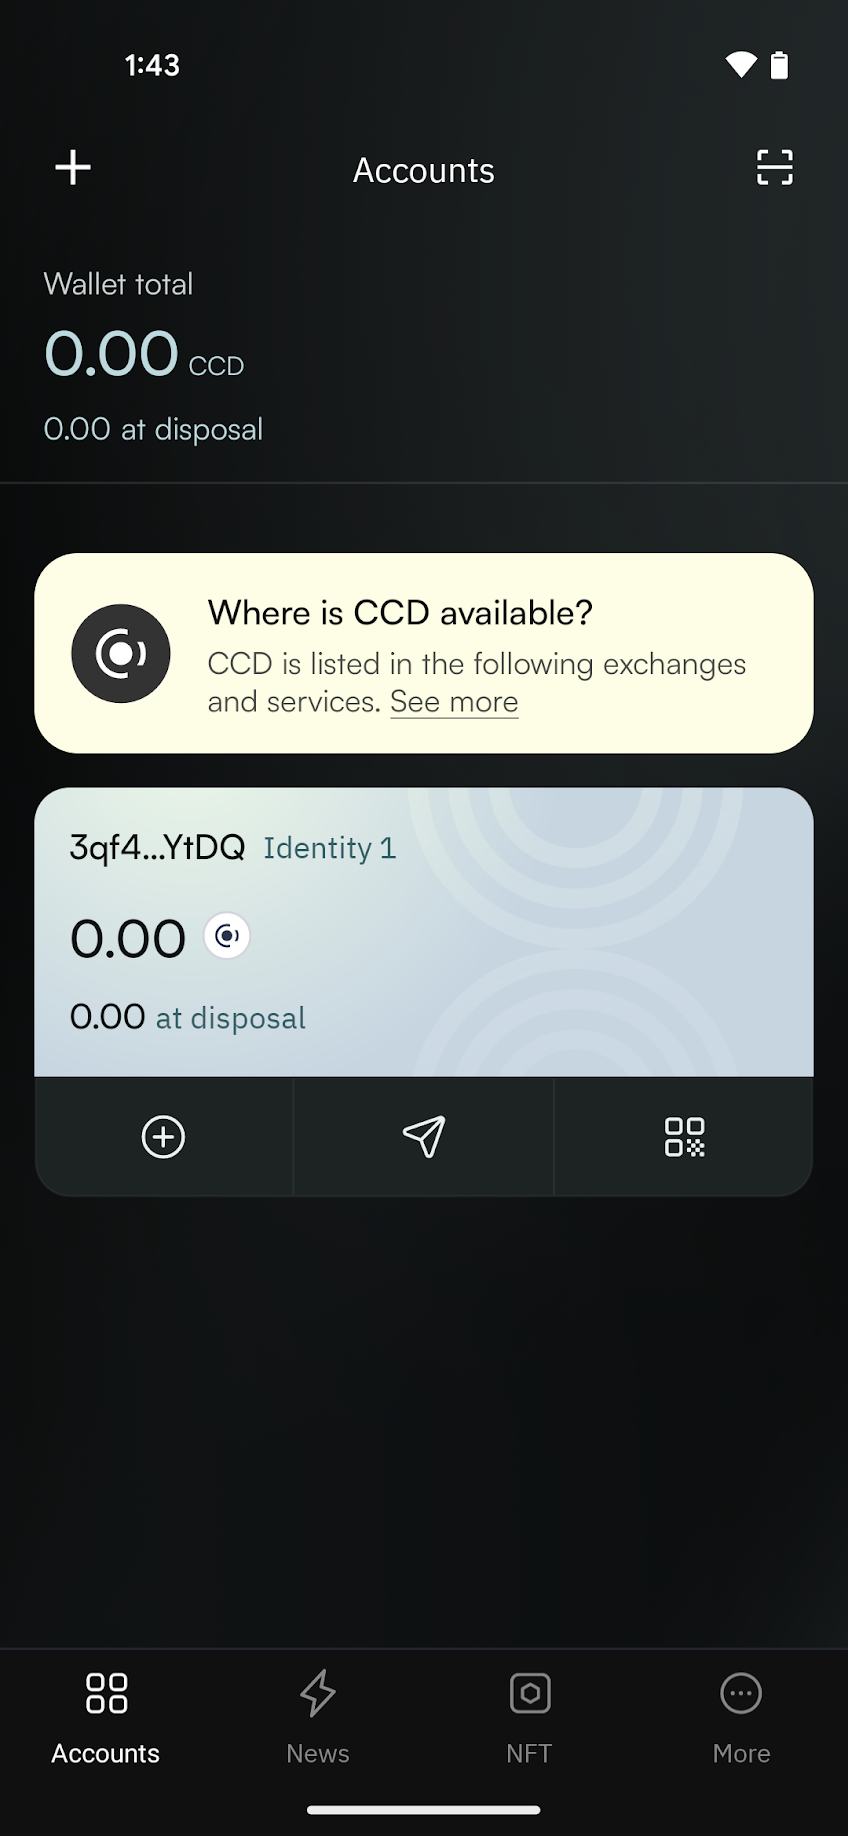 1:43
Accounts
Wallet total
0.00 CCD
0.00 at disposal
Where is CCD available?
CCD is listed in the following exchanges
and services. See more
3qf4...YtDQ Identity 1
0.00
0.00 at disposal
Accounts News NFT More